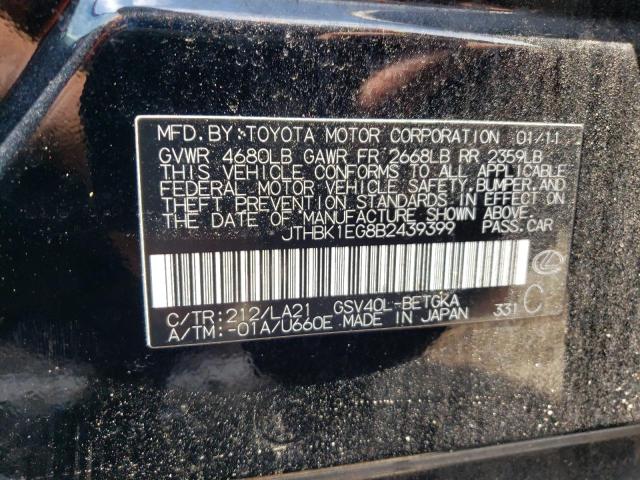 MFD. BY: TOYOTA MOTOR CORPORATION 01/11
GVWR 4680LB GAWR FR 2668LB RR 2359LB
THIS VEHICLE CONFORMS TO ALL APPLICABLE
FEDERAL MOTOR VEHICLE SAFETY, BUMPER, AND
THEFT PREVENTION STANDARDS IN EFFECT ON
THE DATE OF MANUFACTURE SHOWN ABOVE.
JTHBK1EG8B2439399 PASS.CAR
C/TR: 212/LA21 GSV40L-BETGKA
A/TM: -01A/U660E MADE IN JAPAN 331 C